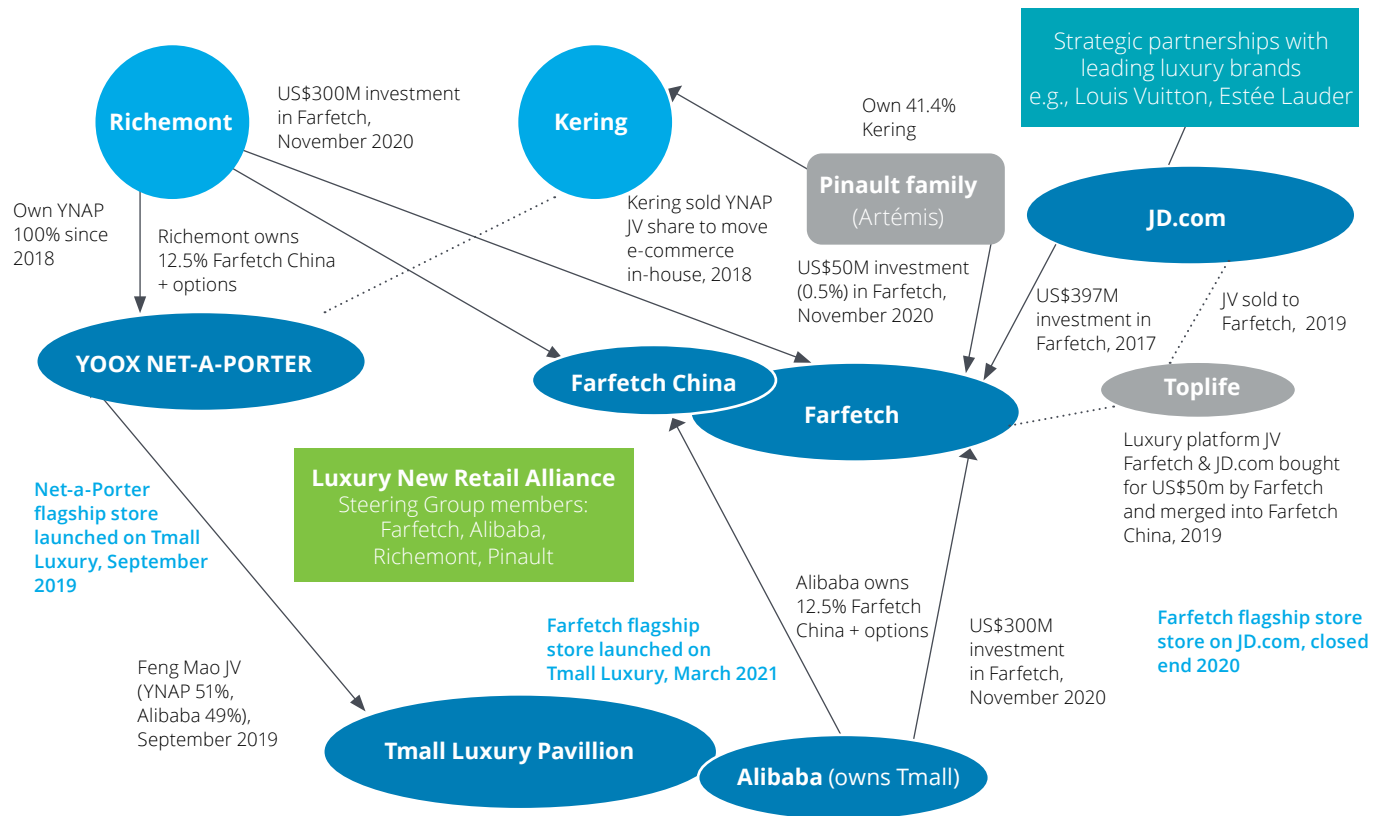 Strategic partnerships with
leading luxury brands
e.g., Louis Vuitton, Estée Lauder
Richemont
US$300M investment
in Farfetch,
November 2020
Kering
Own 41.4%
Kering
Pinault family
(Artémis)
JD.com
Own YNAP
100% since
2018
Richemont owns
12.5% Farfetch China
+ options
Kering sold YNAP
JV share to move
e-commerce
in-house, 2018
US$50M investment
(0.5%) in Farfetch,
November 2020
US$397M
investment in
Farfetch, 2017
JV sold to
Farfetch, 2019
YOOX NET-A-PORTER
Farfetch China
Farfetch
Toplife
Luxury platform JV
Farfetch & JD.com bought
for US$50m by Farfetch
and merged into Farfetch
China, 2019
Luxury New Retail Alliance
Steering Group members:
Farfetch, Alibaba,
Richemont, Pinault
Net-a-Porter
flagship store
launched on Tmall
Luxury, September
2019
Alibaba owns
12.5% Farfetch
China + options
Farfetch flagship
store launched on
Tmall Luxury, March 2021
US$300M
investment
in Farfetch,
November 2020
Farfetch flagship store
store on JD.com, closed
end 2020
Feng Mao JV
(YNAP 51%,
Alibaba 49%),
September 2019
Tmall Luxury Pavillion
Alibaba (owns Tmall)